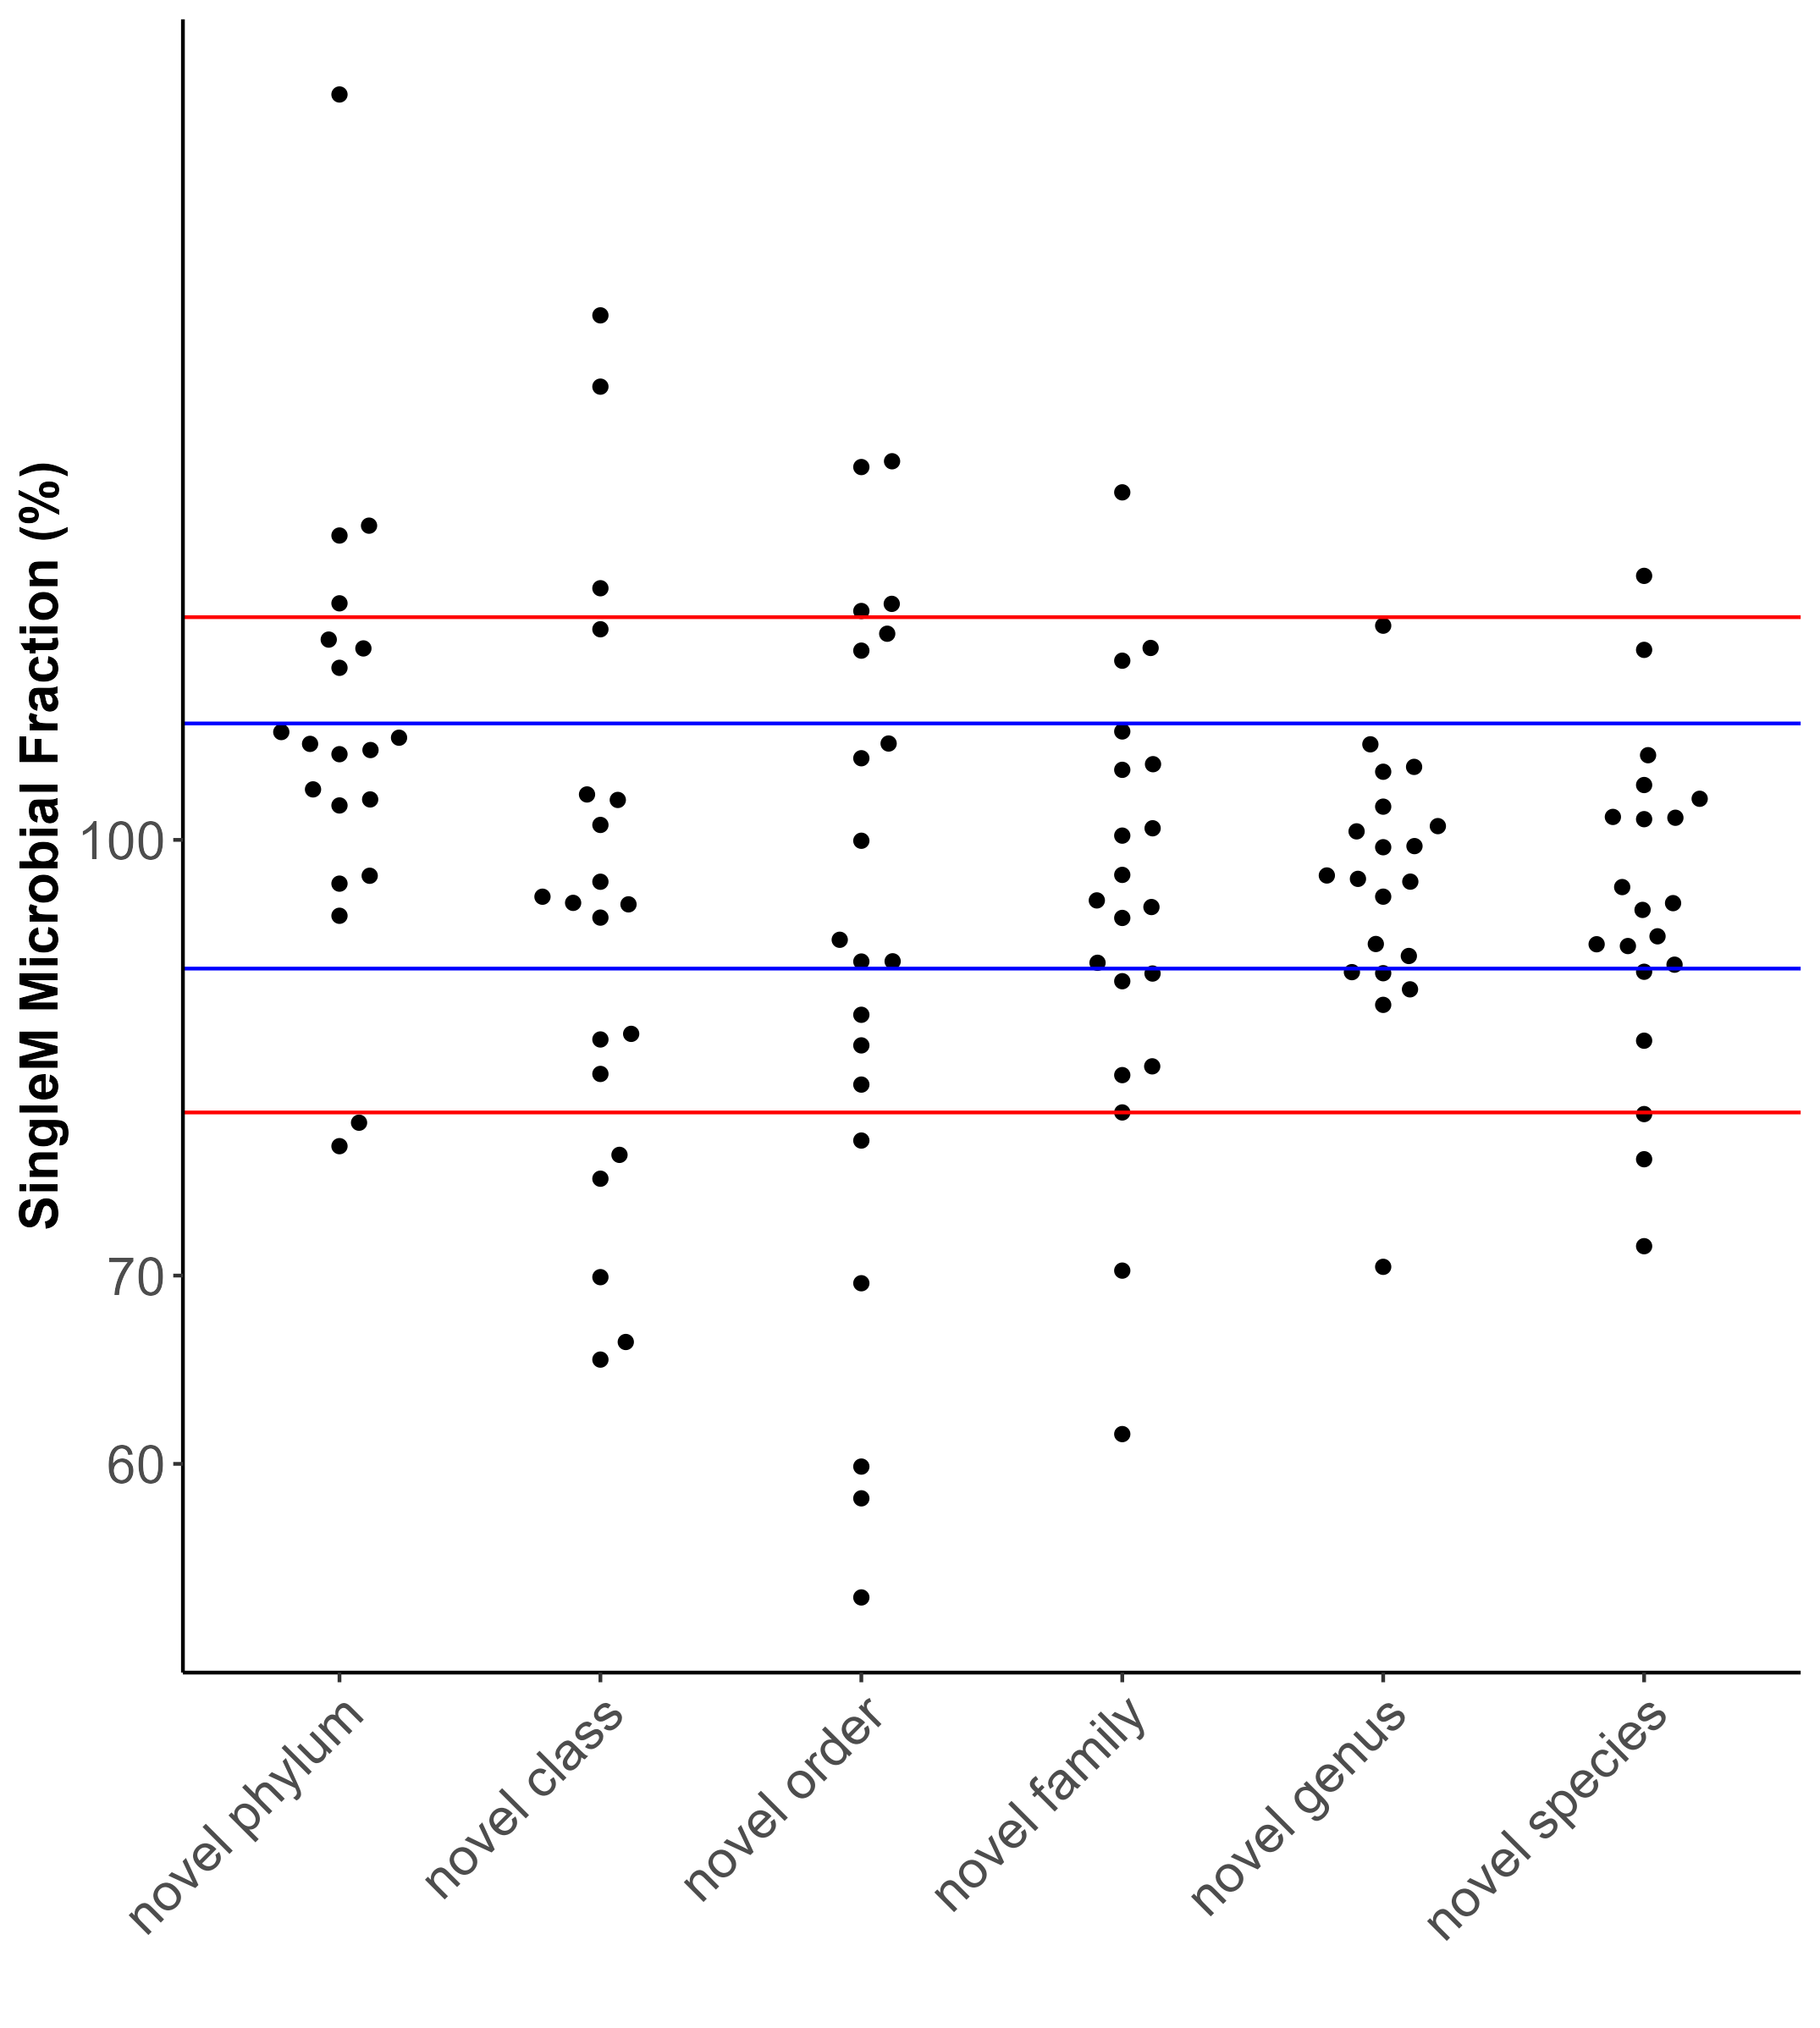 SingleM Microbial Fraction (%)
100
70
60
novel phylum
novel class
novel order
novel family
novel genus
novel species